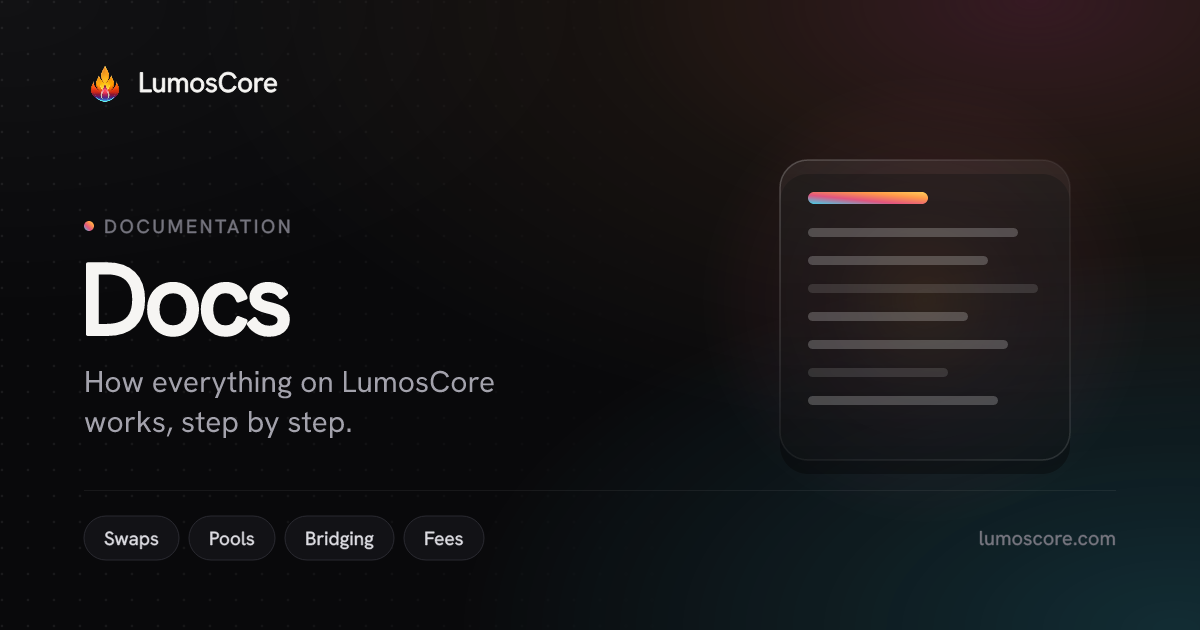 LumosCore
DOCUMENTATION
Docs
How everything on LumosCore
works, step by step.
Swaps
Pools
Bridging
Fees
lumoscore.com